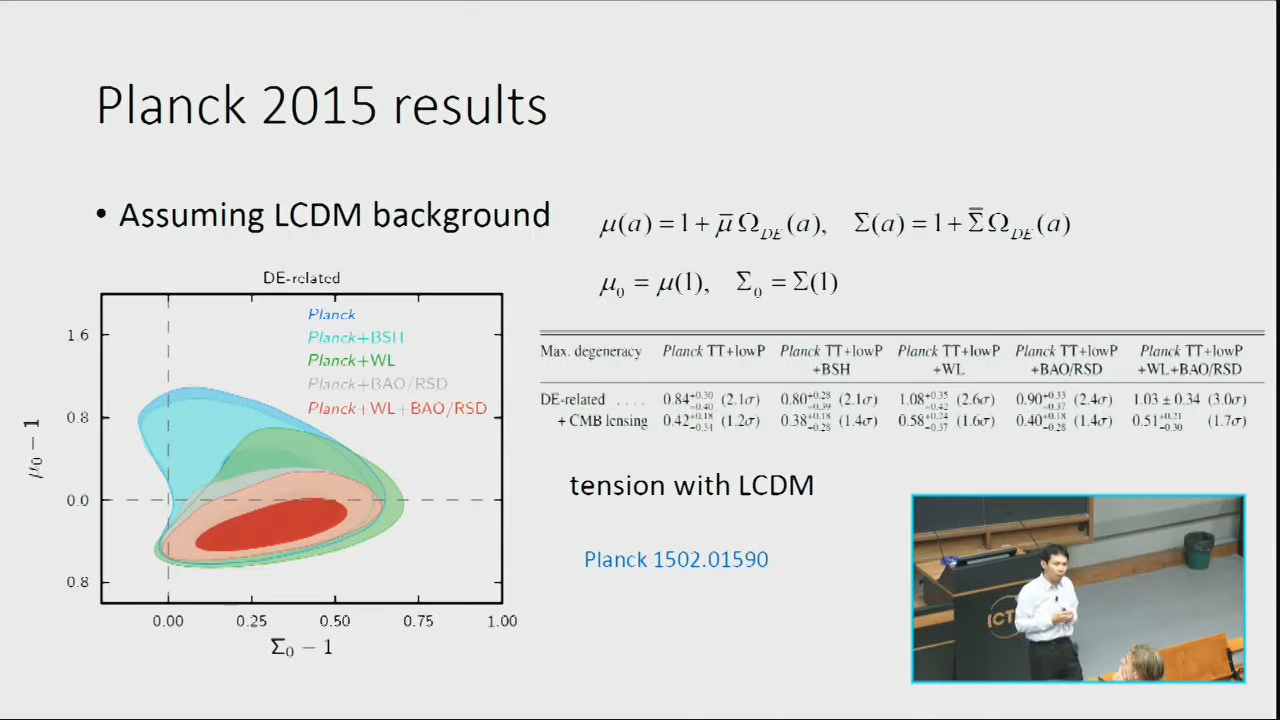 Planck 2015 results
• Assuming LCDM background
μ(a) = 1 + μ̄ Ω_DE(a),   Σ(a) = 1 + Σ̄ Ω_DE(a)
μ₀ = μ(1),   Σ₀ = Σ(1)
DE-related
Planck
Planck+BSH
Planck+WL
Planck+BAO/RSD
Planck+WL+BAO/RSD
1.6
0.8
0.0
0.8
μ₀ − 1
0.00 0.25 0.50 0.75 1.00
Σ₀ − 1
Max. degeneracy Planck TT+lowP Planck TT+lowP Planck TT+lowP Planck TT+lowP Planck TT+lowP
+BSH +WL +BAO/RSD +WL+BAO/RSD
DE-related . . . . 0.84 +0.30 −0.40 (2.1σ) 0.80 +0.28 −0.39 (2.1σ) 1.08 +0.35 −0.42 (2.6σ) 0.90 +0.33 −0.37 (2.4σ) 1.03 ± 0.34 (3.0σ)
+ CMB lensing 0.42 +0.18 −0.34 (1.2σ) 0.38 +0.18 −0.28 (1.4σ) 0.58 +0.24 −0.37 (1.6σ) 0.40 +0.18 −0.28 (1.4σ) 0.51 +0.21 −0.30 (1.7σ)
tension with LCDM
Planck 1502.01590
ICT